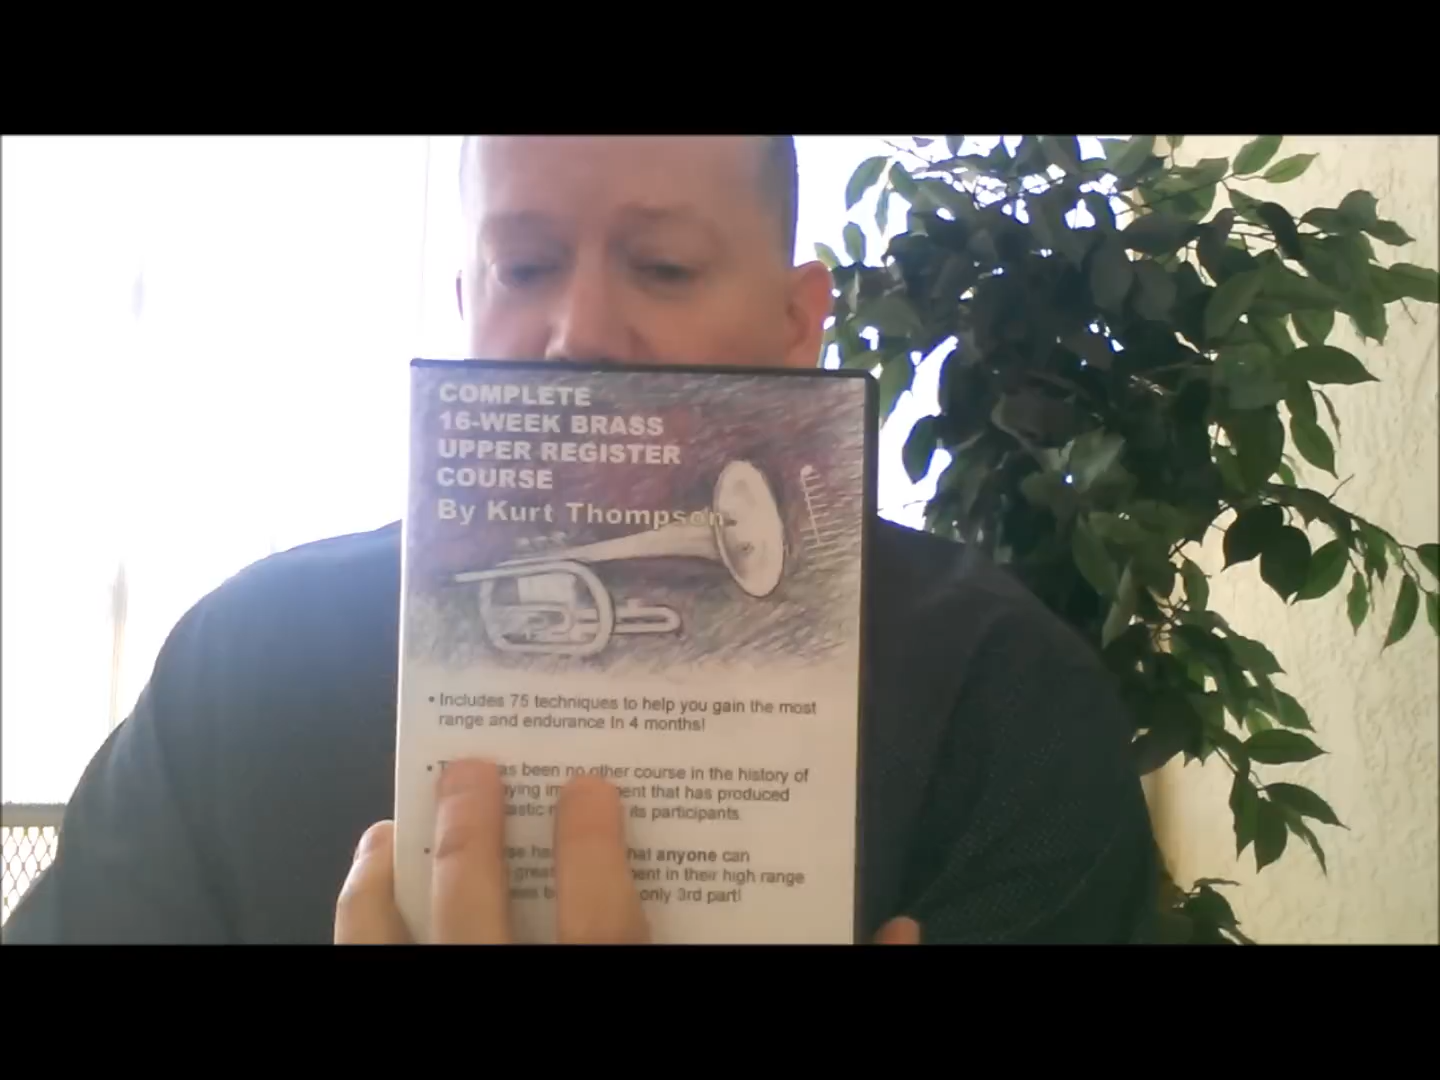 COMPLETE
16-WEEK BRASS
UPPER REGISTER
COURSE
By Kurt Thompson
• Includes 75 techniques to help you gain the most
range and endurance In 4 months!
• been no other course in the history of
that has produced
its participants
• anyone can
in their high range
only 3rd part!